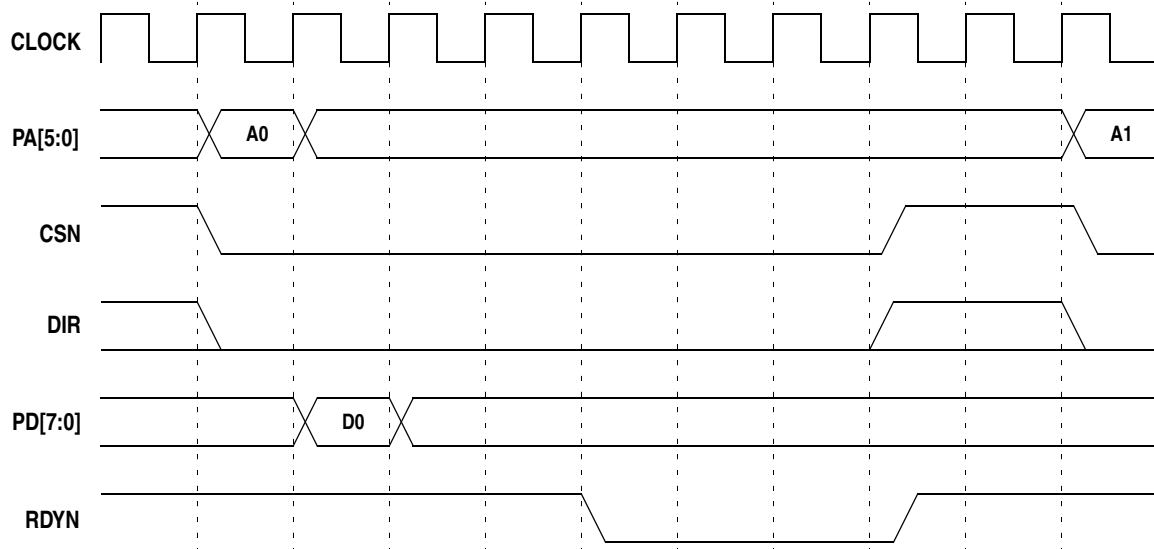 CLOCK
PA[5:0]
A0
A1
CSN
DIR
PD[7:0]
D0
RDYN